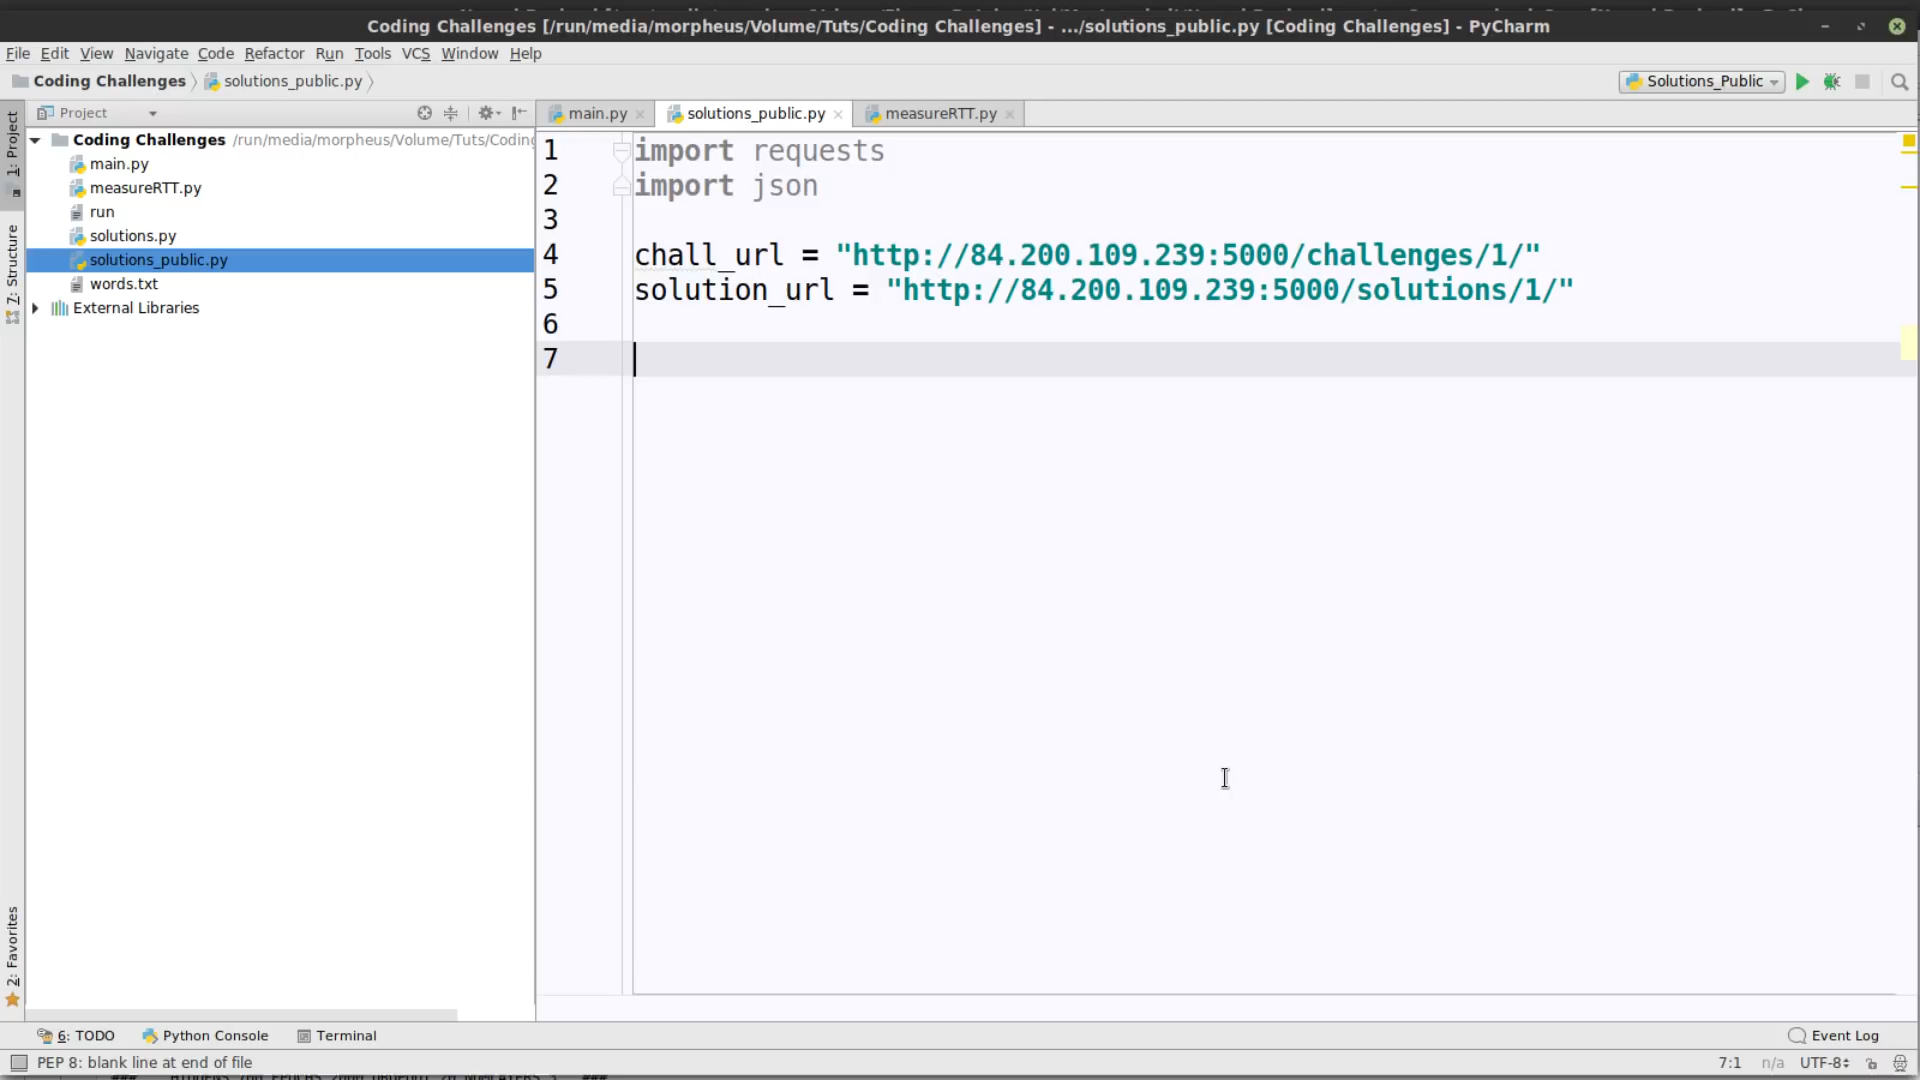 Coding Challenges [/run/media/morpheus/Volume/Tuts/Coding Challenges] - .../solutions_public.py [Coding Challenges] - PyCharm
File Edit View Navigate Code Refactor Run Tools VCS Window Help
Coding Challenges solutions_public.py
Solutions_Public
1: Project
7: Structure
2: Favorites
Project
Coding Challenges /run/media/morpheus/Volume/Tuts/Coding
main.py
measureRTT.py
run
solutions.py
solutions_public.py
words.txt
External Libraries
main.py solutions_public.py measureRTT.py
1 import requests
2 import json
3
4 chall_url = "http://84.200.109.239:5000/challenges/1/"
5 solution_url = "http://84.200.109.239:5000/solutions/1/"
6
7
6: TODO Python Console Terminal Event Log
PEP 8: blank line at end of file 7:1 n/a UTF-8